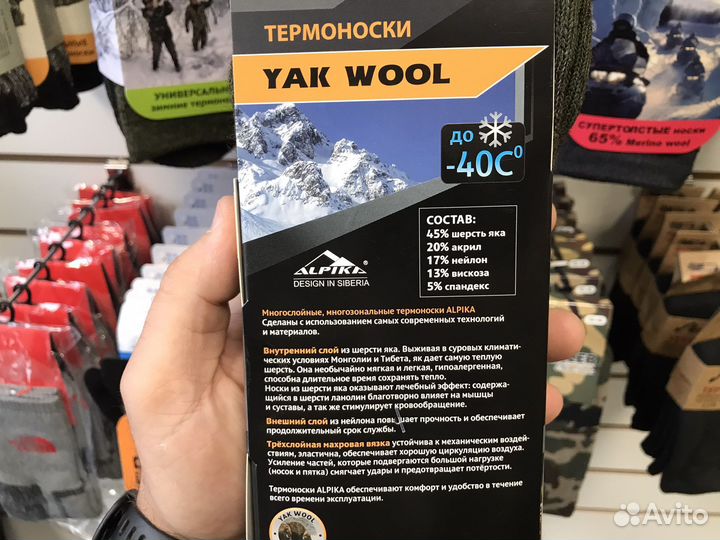 ТЕРМОНОСКИ
YAK WOOL
до
-40C⁰
СОСТАВ:
45% шерсть яка
20% акрил
17% нейлон
13% вискоза
5% спандекс
ALPIKA®
DESIGN IN SIBERIA
Многослойные, многозональные термоноски ALPIKA
Сделаны с использованием самых современных технологий
и материалов.
Внутренний слой из шерсти яка. Выживая в суровых климати-
ческих условиях Монголии и Тибета, як дает самую теплую
шерсть. Она необычайно мягкая и легкая, гипоалергенная,
способна длительное время сохранять тепло.
Носки из шерсти яка оказывают лечебный эффект: содержа-
щийся в шерсти ланолин благотворно влияет на мышцы
и суставы, а так же стимулирует кровообращение.
Внешний слой из нейлона повышает прочность и обеспечивает
продолжительный срок службы.
Трёхслойная махровая вязка устойчива к механическим воздей-
ствиям, эластична, обеспечивает хорошую циркуляцию воздуха.
Усиление частей, которые подвергаются большой нагрузке
(носок и пятка) смягчает удары и предотвращает потёртости.
Термоноски ALPIKA обеспечивают комфорт и удобство в течение
всего времени эксплуатации.
YAK WOOL
УНИВЕРСАЛЬН
зимние термон
СУПЕРТОЛСТЫЕ носки
65% Merino wool
Avito